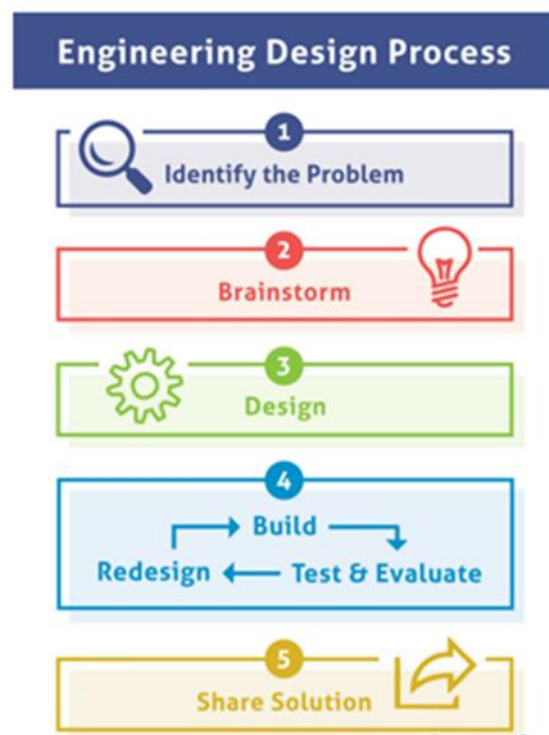 Engineering Design Process
1
Identify the Problem
2
Brainstorm
3
Design
4
Build
Redesign Test & Evaluate
5
Share Solution